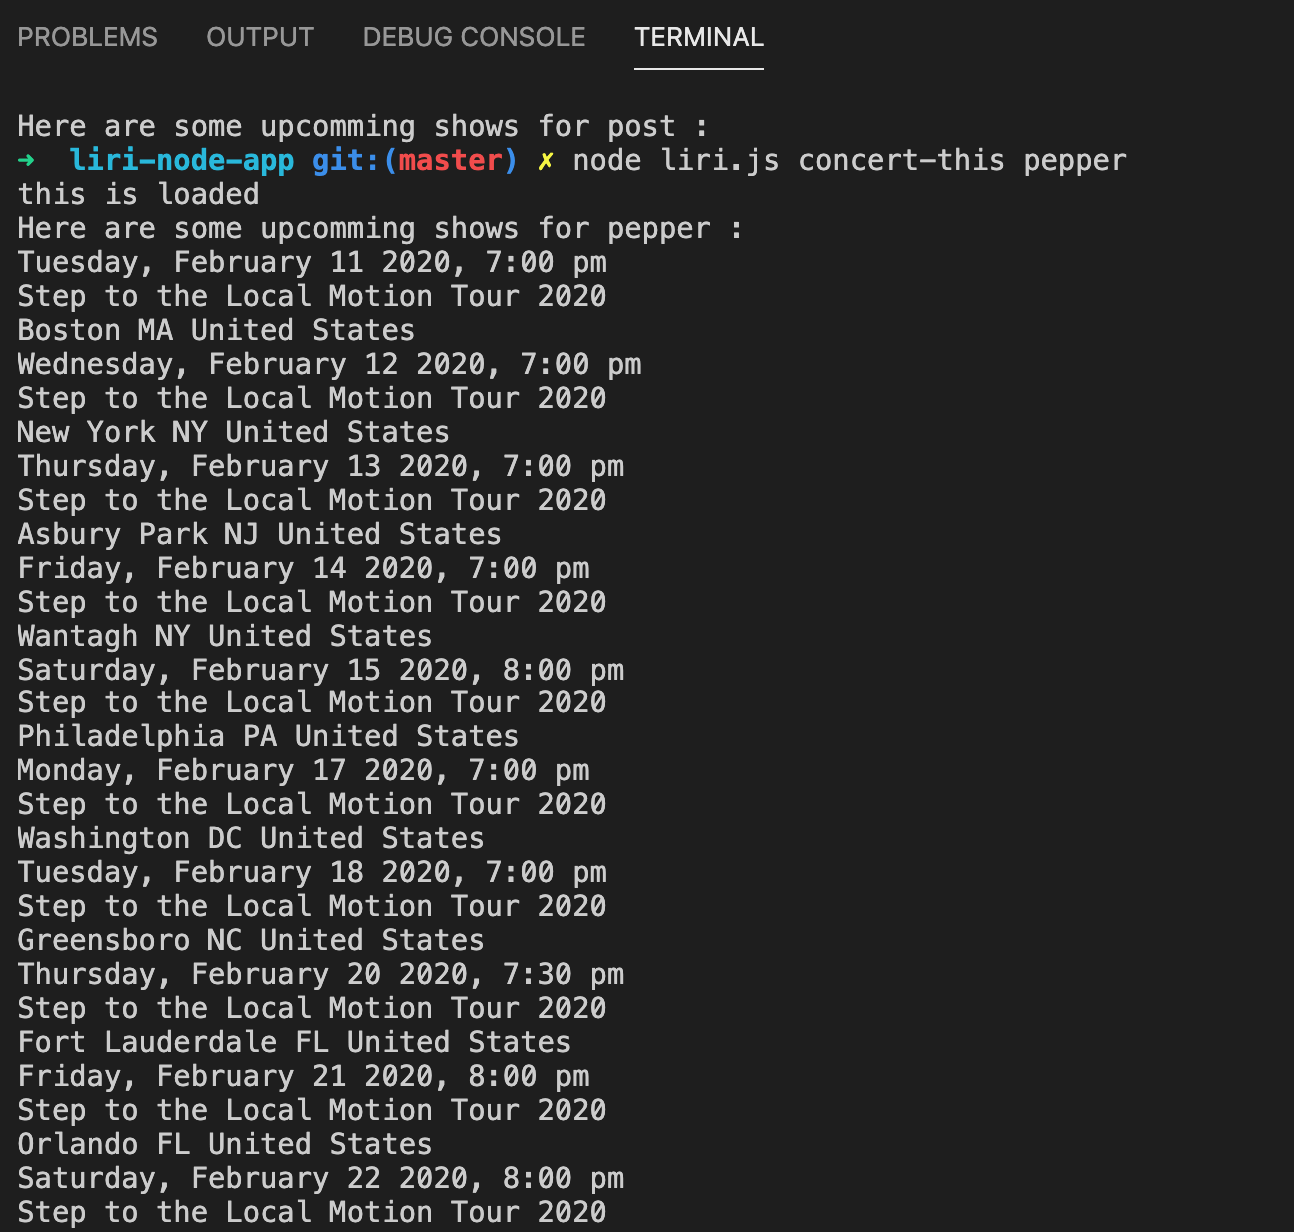 PROBLEMS OUTPUT DEBUG CONSOLE TERMINAL
Here are some upcomming shows for post :
➜ liri-node-app git:(master) ✗ node liri.js concert-this pepper
this is loaded
Here are some upcomming shows for pepper :
Tuesday, February 11 2020, 7:00 pm
Step to the Local Motion Tour 2020
Boston MA United States
Wednesday, February 12 2020, 7:00 pm
Step to the Local Motion Tour 2020
New York NY United States
Thursday, February 13 2020, 7:00 pm
Step to the Local Motion Tour 2020
Asbury Park NJ United States
Friday, February 14 2020, 7:00 pm
Step to the Local Motion Tour 2020
Wantagh NY United States
Saturday, February 15 2020, 8:00 pm
Step to the Local Motion Tour 2020
Philadelphia PA United States
Monday, February 17 2020, 7:00 pm
Step to the Local Motion Tour 2020
Washington DC United States
Tuesday, February 18 2020, 7:00 pm
Step to the Local Motion Tour 2020
Greensboro NC United States
Thursday, February 20 2020, 7:30 pm
Step to the Local Motion Tour 2020
Fort Lauderdale FL United States
Friday, February 21 2020, 8:00 pm
Step to the Local Motion Tour 2020
Orlando FL United States
Saturday, February 22 2020, 8:00 pm
Step to the Local Motion Tour 2020